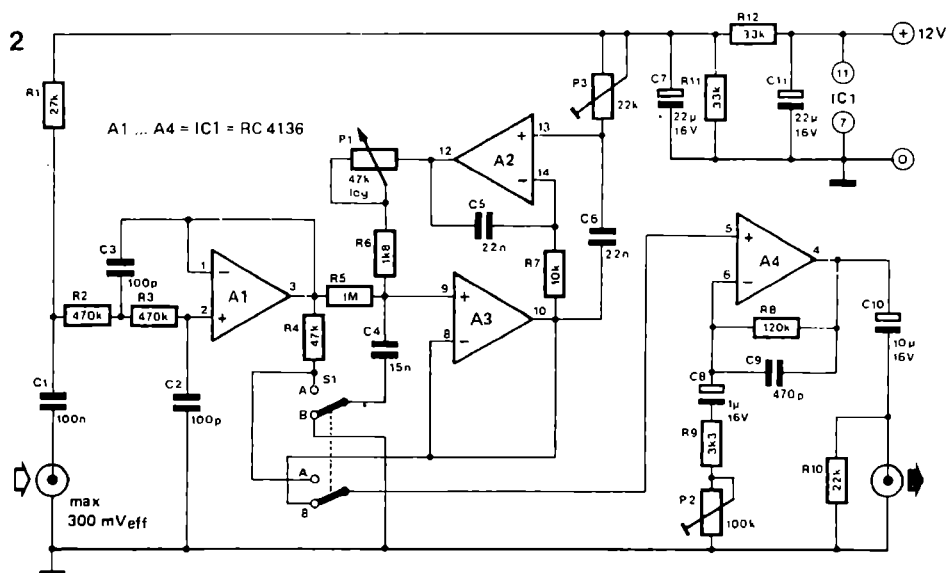 2
R12
33k
+ 12V
R1
27k
A1 ... A4 = IC1 = RC 4136
P3
22k
C7
22µ
16V
R11
33k
C11
22µ
16V
11
IC1
7
0
P1
47k
log
12
A2
+ 13
− 14
C5
22n
C6
22n
R6
1k8
R7
10k
C3
100p
1 −
A1
2 +
3
R2
470k
R3
470k
R5
1M
R4
47k
C4
15n
9 +
A3
8 −
10
5 +
A4
6 −
4
C10
10µ
16V
R8
120k
C9
470p
C8
1µ
16V
R9
3k3
P2
100k
R10
22k
C1
100n
C2
100p
A
S1
B
A
B
max
300 mVeff